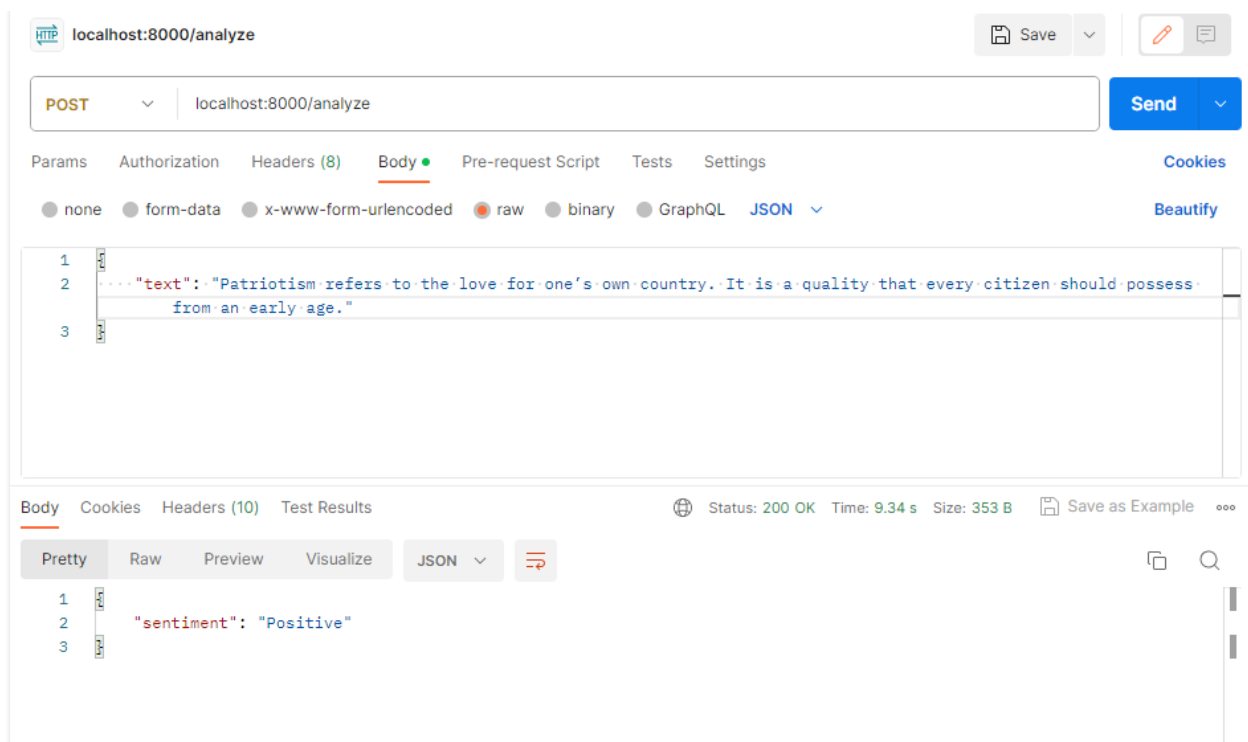 HTTP localhost:8000/analyze Save
POST localhost:8000/analyze Send
Params Authorization Headers (8) Body Pre-request Script Tests Settings Cookies
none form-data x-www-form-urlencoded raw binary GraphQL JSON Beautify
1 {
2 "text": "Patriotism refers to the love for one's own country. It is a quality that every citizen should possess
from an early age."
3 }
Body Cookies Headers (10) Test Results Status: 200 OK Time: 9.34 s Size: 353 B Save as Example
Pretty Raw Preview Visualize JSON
1 {
2 "sentiment": "Positive"
3 }